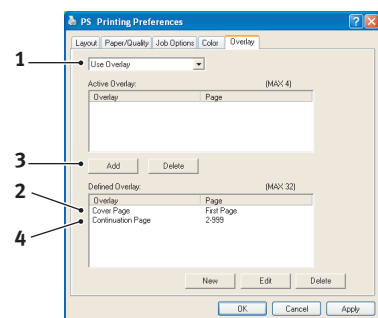 PS Printing Preferences
Layout Paper/Quality Job Options Color Overlay
1
Use Overlay
Active Overlay: (MAX 4)
Overlay Page
3
Add Delete
Defined Overlay: (MAX 32)
2
Overlay Page
Cover Page First Page
4
Continuation Page 2-999
New Edit Delete
OK Cancel Apply